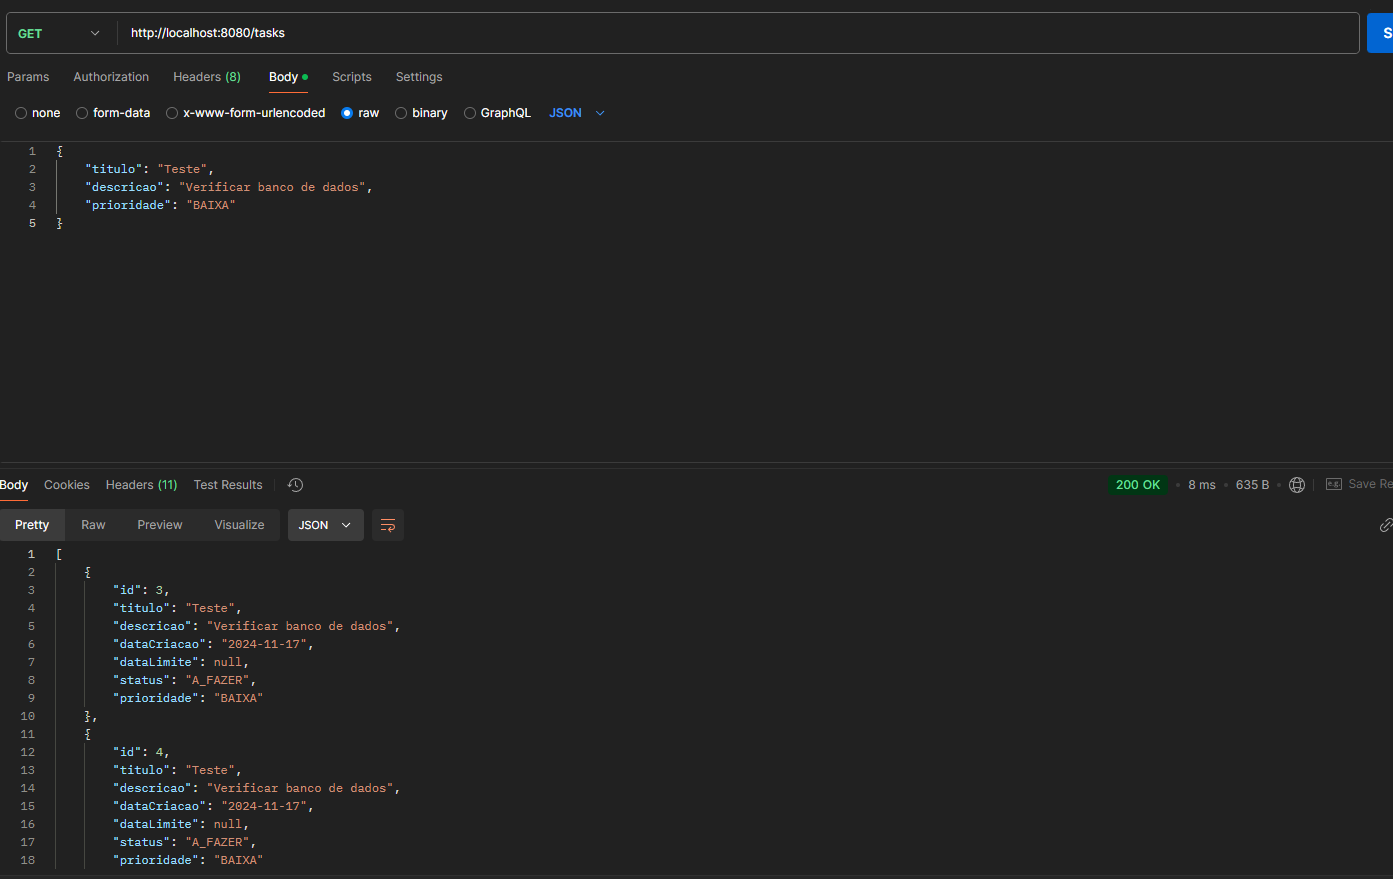 GET http://localhost:8080/tasks S
Params Authorization Headers (8) Body Scripts Settings
none form-data x-www-form-urlencoded raw binary GraphQL JSON
1 {
2 "titulo": "Teste",
3 "descricao": "Verificar banco de dados",
4 "prioridade": "BAIXA"
5 }
Body Cookies Headers (11) Test Results 200 OK 8 ms 635 B e.g. Save Re
Pretty Raw Preview Visualize JSON
1 [
2 {
3 "id": 3,
4 "titulo": "Teste",
5 "descricao": "Verificar banco de dados",
6 "dataCriacao": "2024-11-17",
7 "dataLimite": null,
8 "status": "A_FAZER",
9 "prioridade": "BAIXA"
10 },
11 {
12 "id": 4,
13 "titulo": "Teste",
14 "descricao": "Verificar banco de dados",
15 "dataCriacao": "2024-11-17",
16 "dataLimite": null,
17 "status": "A_FAZER",
18 "prioridade": "BAIXA"